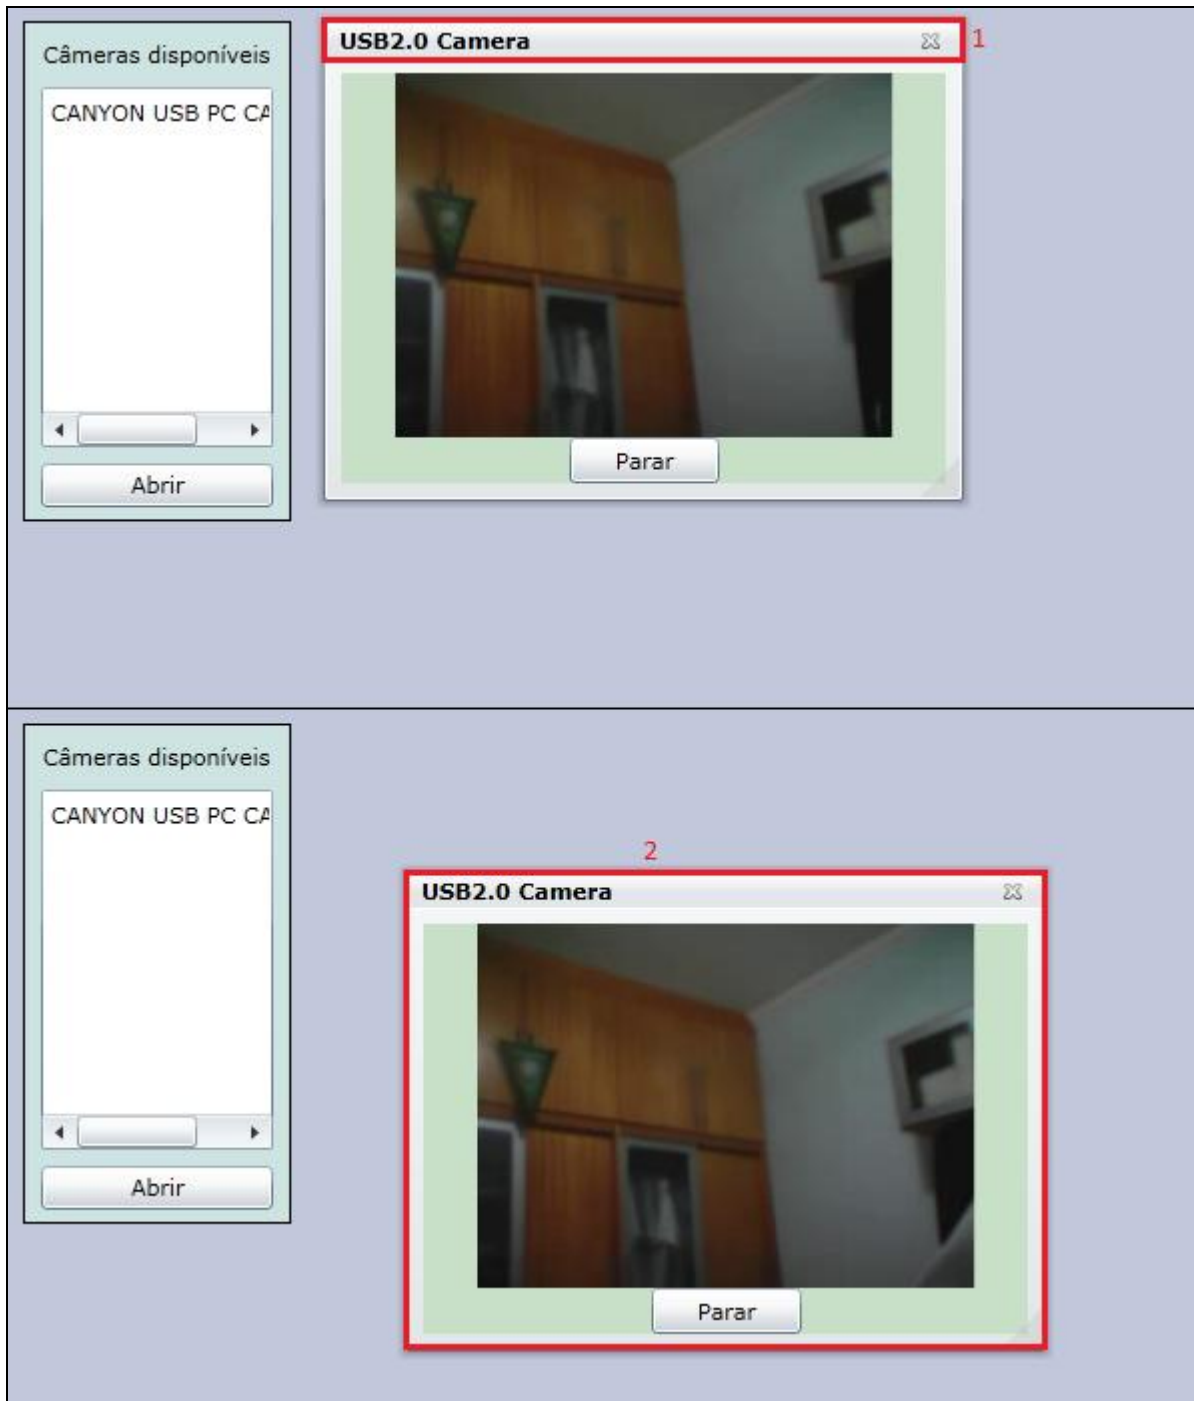 Câmeras disponíveis
CANYON USB PC CA
Abrir
USB2.0 Camera
1
Parar
Câmeras disponíveis
CANYON USB PC CA
Abrir
2
USB2.0 Camera
Parar